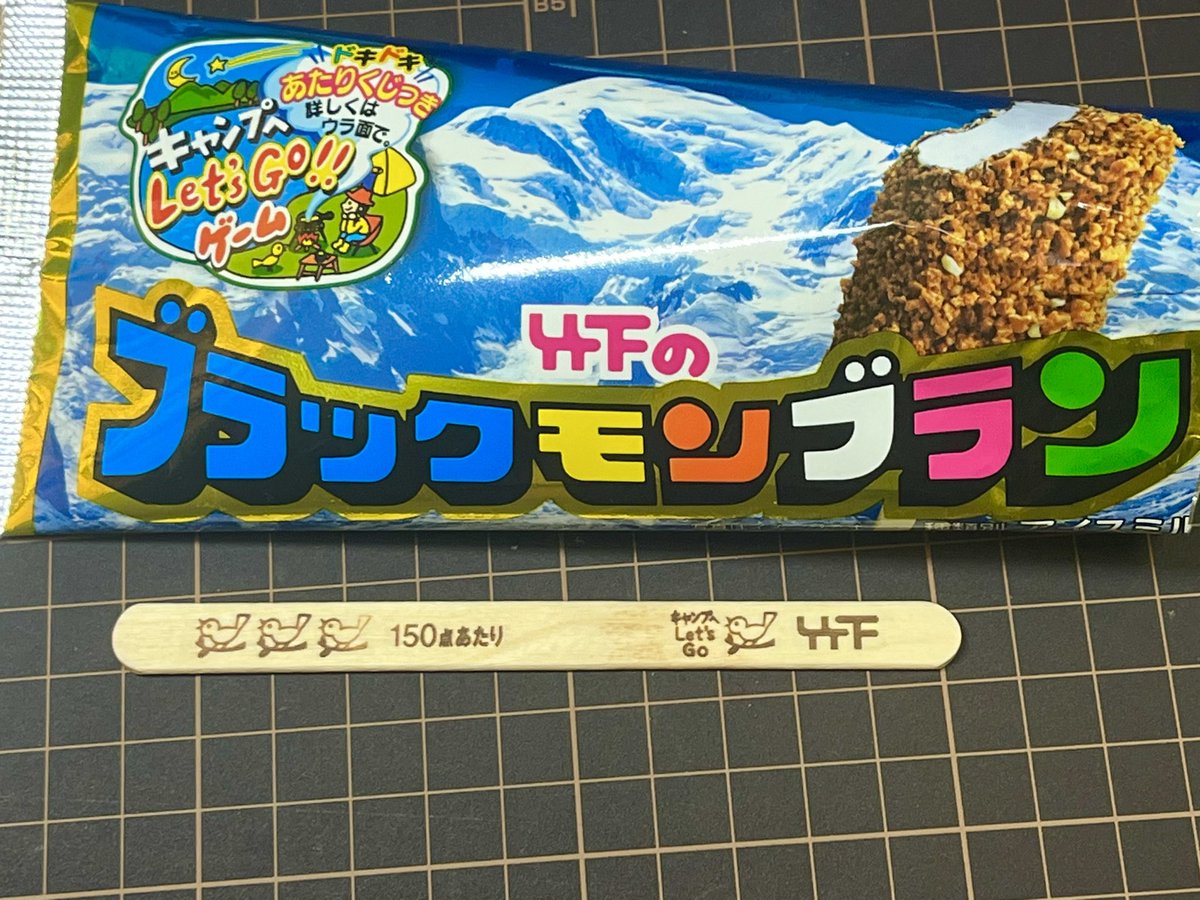 B5
ドキドキ
あたりくじつき
詳しくは
ウラ面で。
キャンプへ
Let's Go!!
ゲーム
竹下の
ブラックモンブラン
アイスミル
150点あたり
キャンプへ
Let's
Go
竹下